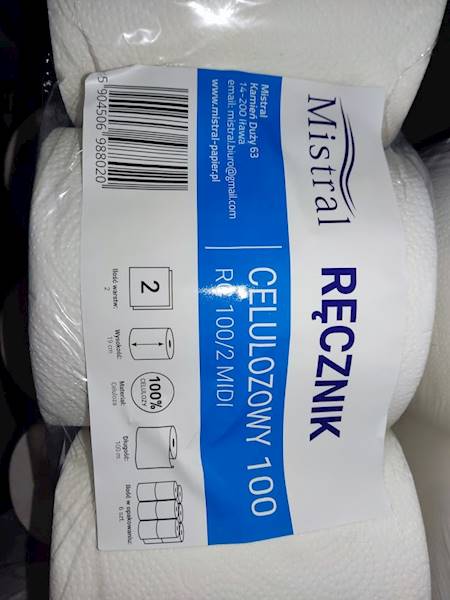 Mistral
RĘCZNIK
CELULOZOWY 100
RC 100/2 MIDI
Mistral
Kamień Duży 63
14-200 Iława
email: mistral.biuro@gmail.com
www.mistral-papier.pl
5 904506 988020
2
Ilość warstw:
2
Wysokość:
19 cm
100%
CELULOZY
Materiał:
Celuloza
Długość:
100 m
Ilość w opakowaniu:
6 szt.